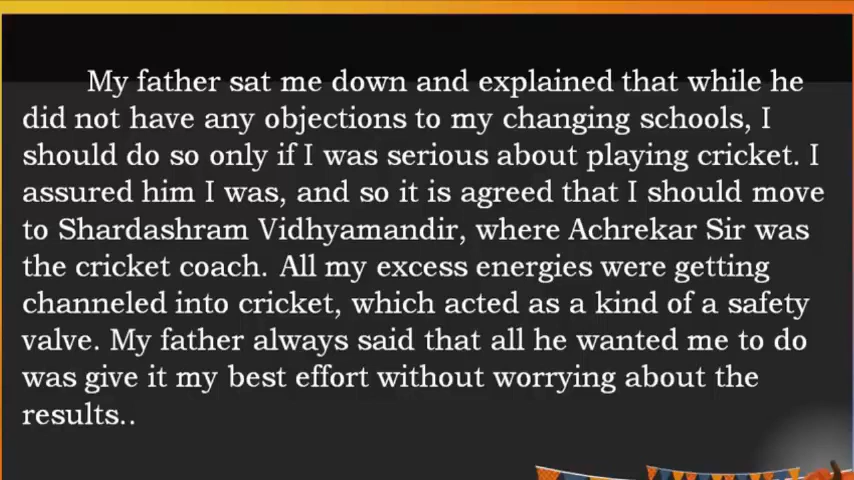 My father sat me down and explained that while he
did not have any objections to my changing schools, I
should do so only if I was serious about playing cricket. I
assured him I was, and so it is agreed that I should move
to Shardashram Vidhyamandir, where Achrekar Sir was
the cricket coach. All my excess energies were getting
channeled into cricket, which acted as a kind of a safety
valve. My father always said that all he wanted me to do
was give it my best effort without worrying about the
results..